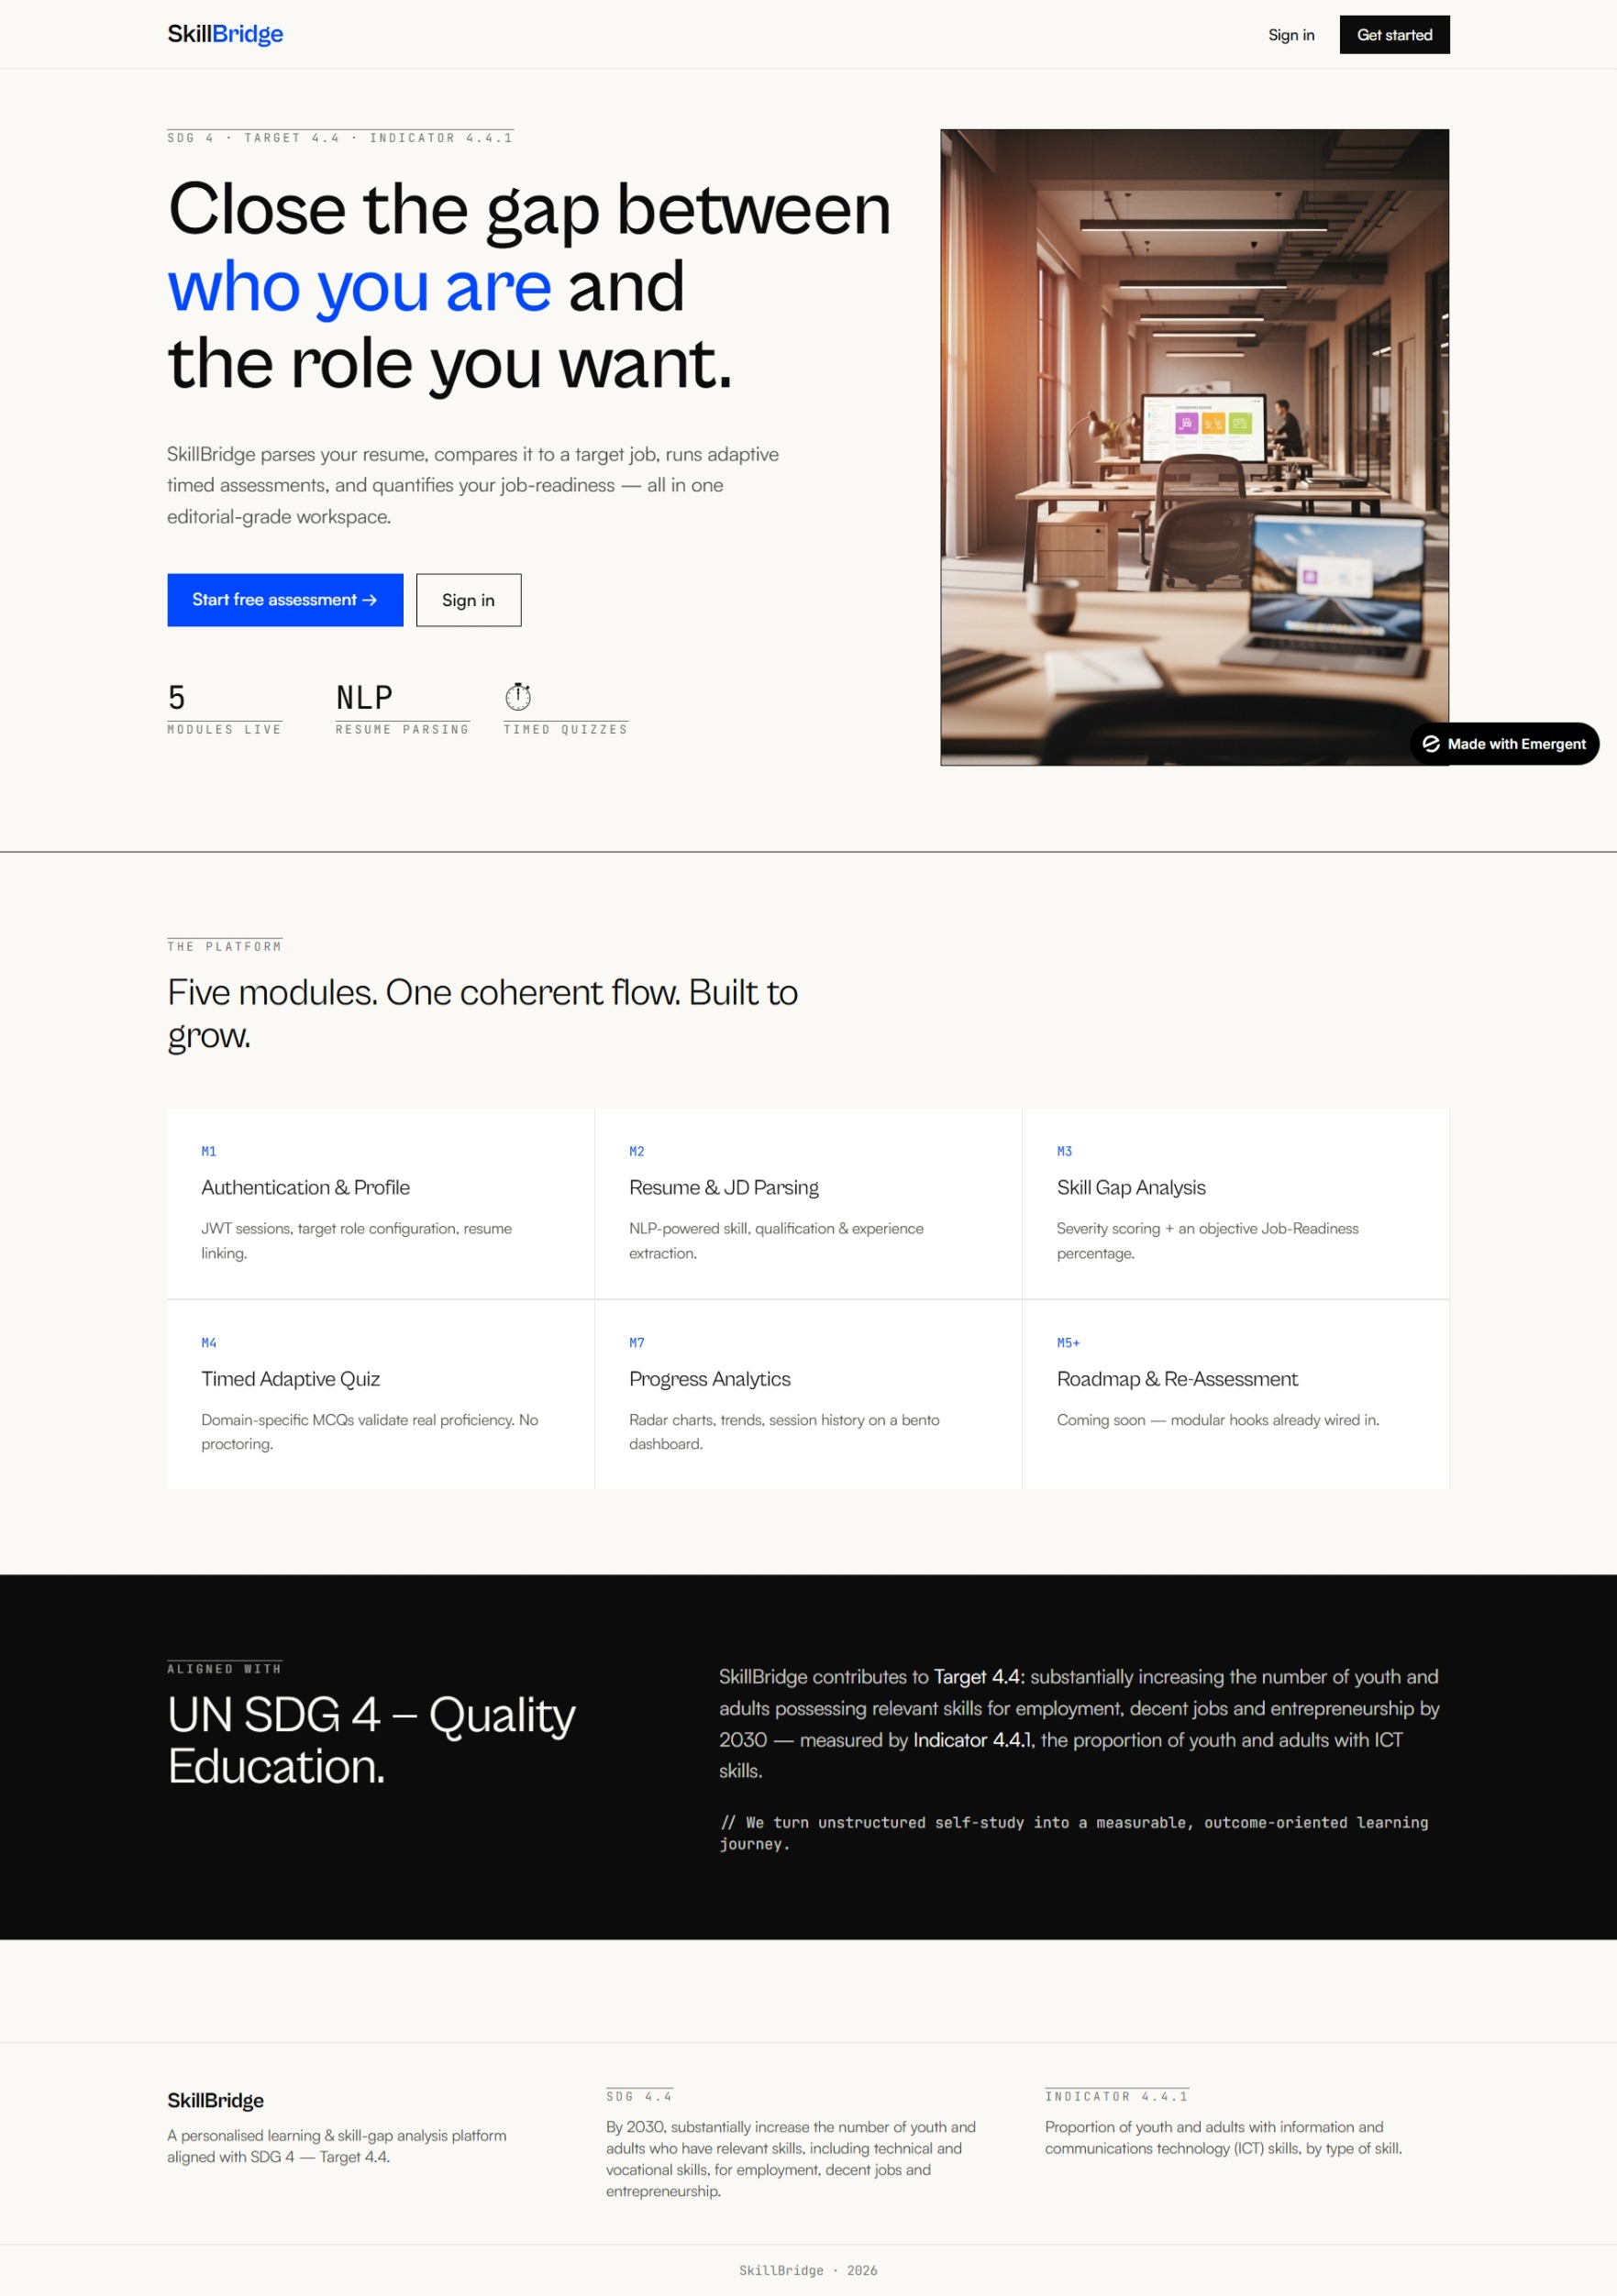 SkillBridge
Sign in
Get started
SDG 4 · TARGET 4.4 · INDICATOR 4.4.1
Close the gap between
who you are and
the role you want.
SkillBridge parses your resume, compares it to a target job, runs adaptive
timed assessments, and quantifies your job-readiness — all in one
editorial-grade workspace.
Start free assessment →
Sign in
5
MODULES LIVE
NLP
RESUME PARSING
⏱
TIMED QUIZZES
Made with Emergent
THE PLATFORM
Five modules. One coherent flow. Built to
grow.
M1
Authentication & Profile
JWT sessions, target role configuration, resume
linking.
M2
Resume & JD Parsing
NLP-powered skill, qualification & experience
extraction.
M3
Skill Gap Analysis
Severity scoring + an objective Job-Readiness
percentage.
M4
Timed Adaptive Quiz
Domain-specific MCQs validate real proficiency. No
proctoring.
M7
Progress Analytics
Radar charts, trends, session history on a bento
dashboard.
M5+
Roadmap & Re-Assessment
Coming soon — modular hooks already wired in.
ALIGNED WITH
UN SDG 4 — Quality
Education.
SkillBridge contributes to Target 4.4: substantially increasing the number of youth and
adults possessing relevant skills for employment, decent jobs and entrepreneurship by
2030 — measured by Indicator 4.4.1, the proportion of youth and adults with ICT
skills.
// We turn unstructured self-study into a measurable, outcome-oriented learning
journey.
SkillBridge
A personalised learning & skill-gap analysis platform
aligned with SDG 4 — Target 4.4.
SDG 4.4
By 2030, substantially increase the number of youth and
adults who have relevant skills, including technical and
vocational skills, for employment, decent jobs and
entrepreneurship.
INDICATOR 4.4.1
Proportion of youth and adults with information and
communications technology (ICT) skills, by type of skill.
SkillBridge · 2026